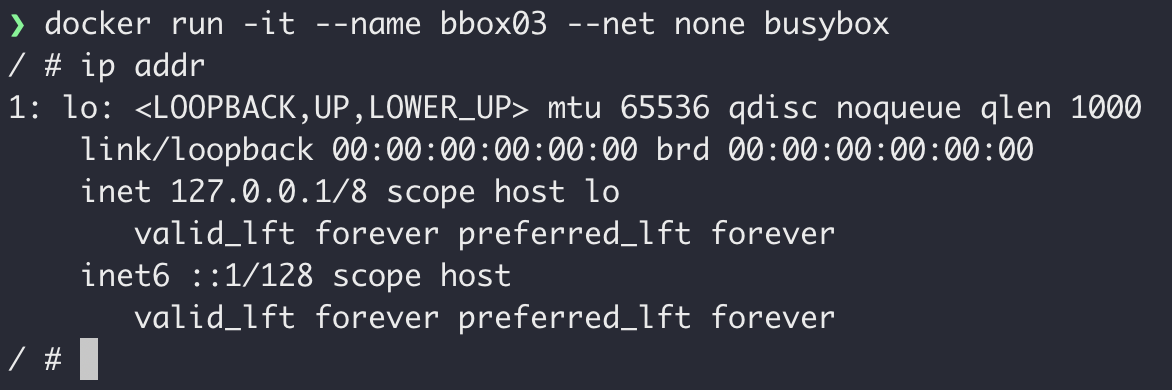 ❯ docker run -it --name bbox03 --net none busybox
/ # ip addr
1: lo: <LOOPBACK,UP,LOWER_UP> mtu 65536 qdisc noqueue qlen 1000
    link/loopback 00:00:00:00:00:00 brd 00:00:00:00:00:00
    inet 127.0.0.1/8 scope host lo
       valid_lft forever preferred_lft forever
    inet6 ::1/128 scope host
       valid_lft forever preferred_lft forever
/ #